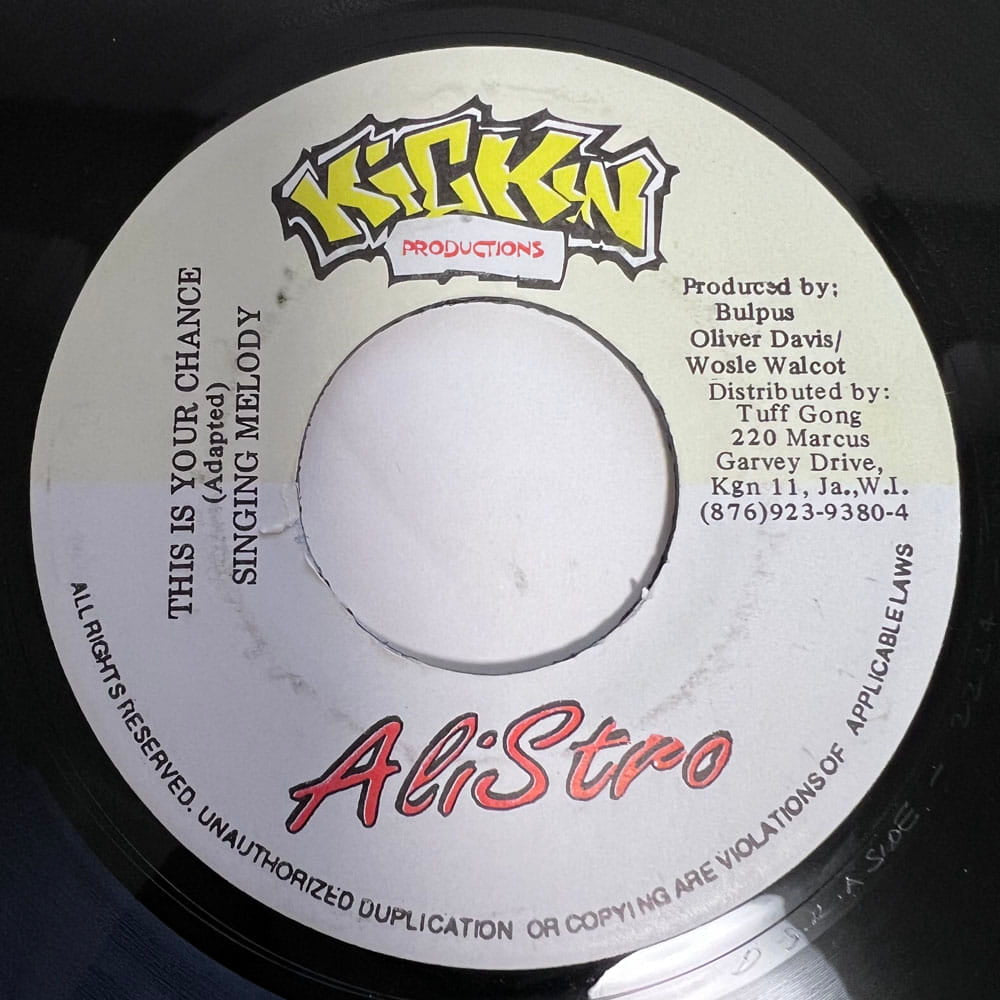 KiCKiN
PRODUCTIONS
THIS IS YOUR CHANCE
(Adapted)
SINGING MELODY
Produced by;
Bulpus
Oliver Davis/
Wosle Walcot
Distributed by:
Tuff Gong
220 Marcus
Garvey Drive,
Kgn 11, Ja.,W.I.
(876)923-9380-4
AliStro
ALL RIGHTS RESERVED. UNAUTHORIZED DUPLICATION OR COPYING ARE VIOLATIONS OF APPLICABLE LAWS
A SIDE